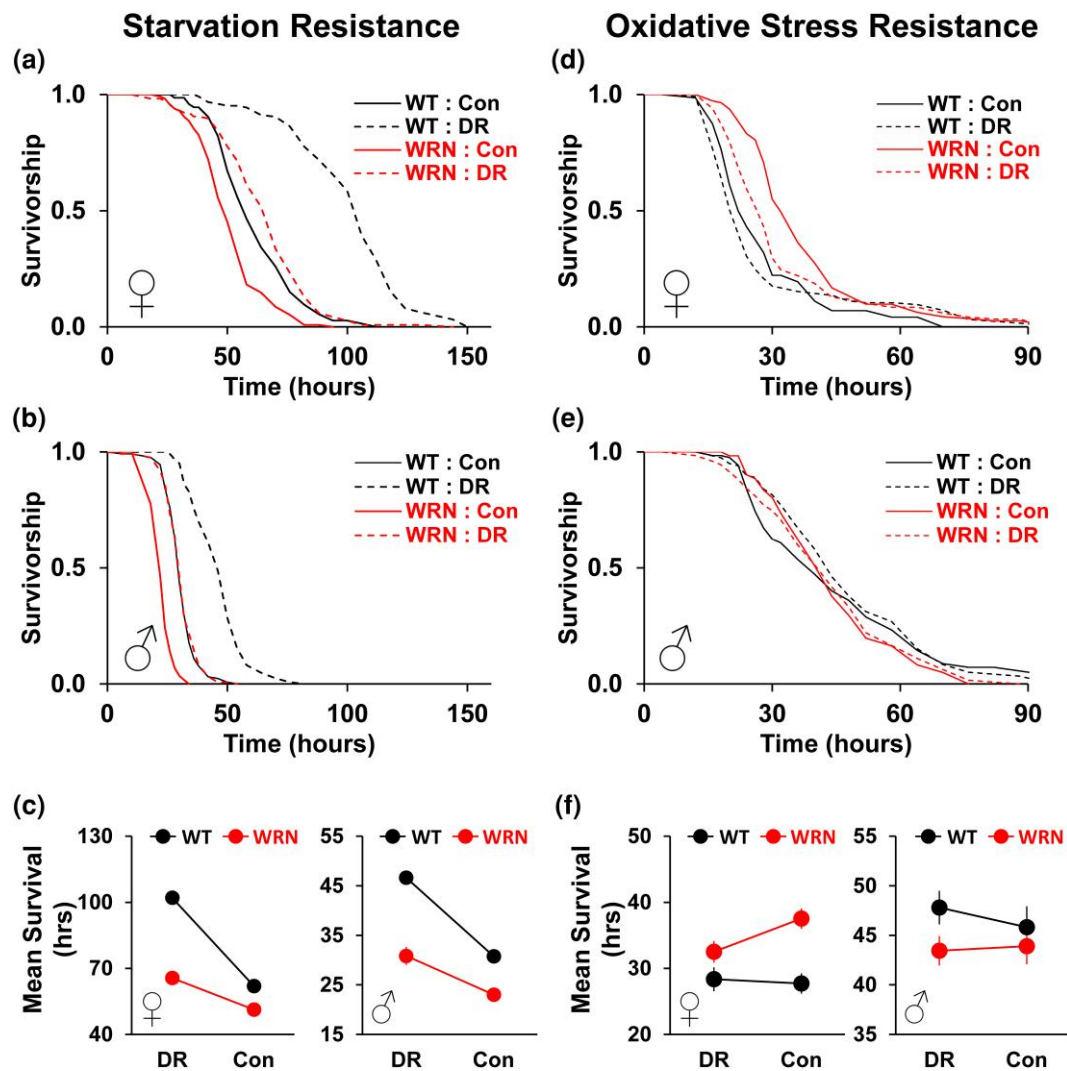 Starvation Resistance
Oxidative Stress Resistance
(a)
1.0
0.5
0.0
Survivorship
WT : Con
WT : DR
WRN : Con
WRN : DR
♀
0 50 100 150
Time (hours)
(d)
1.0
0.5
0.0
Survivorship
WT : Con
WT : DR
WRN : Con
WRN : DR
♀
0 30 60 90
Time (hours)
(b)
1.0
0.5
0.0
Survivorship
WT : Con
WT : DR
WRN : Con
WRN : DR
♂
0 50 100 150
Time (hours)
(e)
1.0
0.5
0.0
Survivorship
WT : Con
WT : DR
WRN : Con
WRN : DR
♂
0 30 60 90
Time (hours)
(c)
Mean Survival
(hrs)
WT WRN
130
100
70
40
♀
DR Con
WT WRN
55
45
35
25
15
♂
DR Con
(f)
Mean Survival
(hrs)
WT WRN
50
40
30
20
♀
DR Con
WT WRN
55
50
45
40
35
♂
DR Con